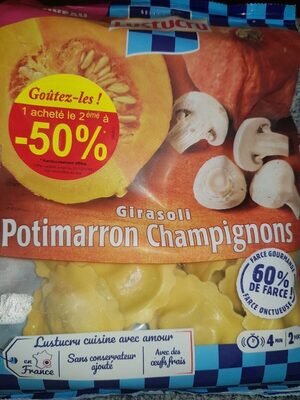 NOUVEAU
Lustucru
Goûtez-les !
1 acheté le 2ème à
-50%
Girasoli
Potimarron Champignons
FARCE GOURMANDE
60%
DE FARCE !
FARCE ONCTUEUSE
4 MIN
2
Lustucru cuisine avec amour
en
France
Sans conservateur
ajouté
Avec des
œufs frais